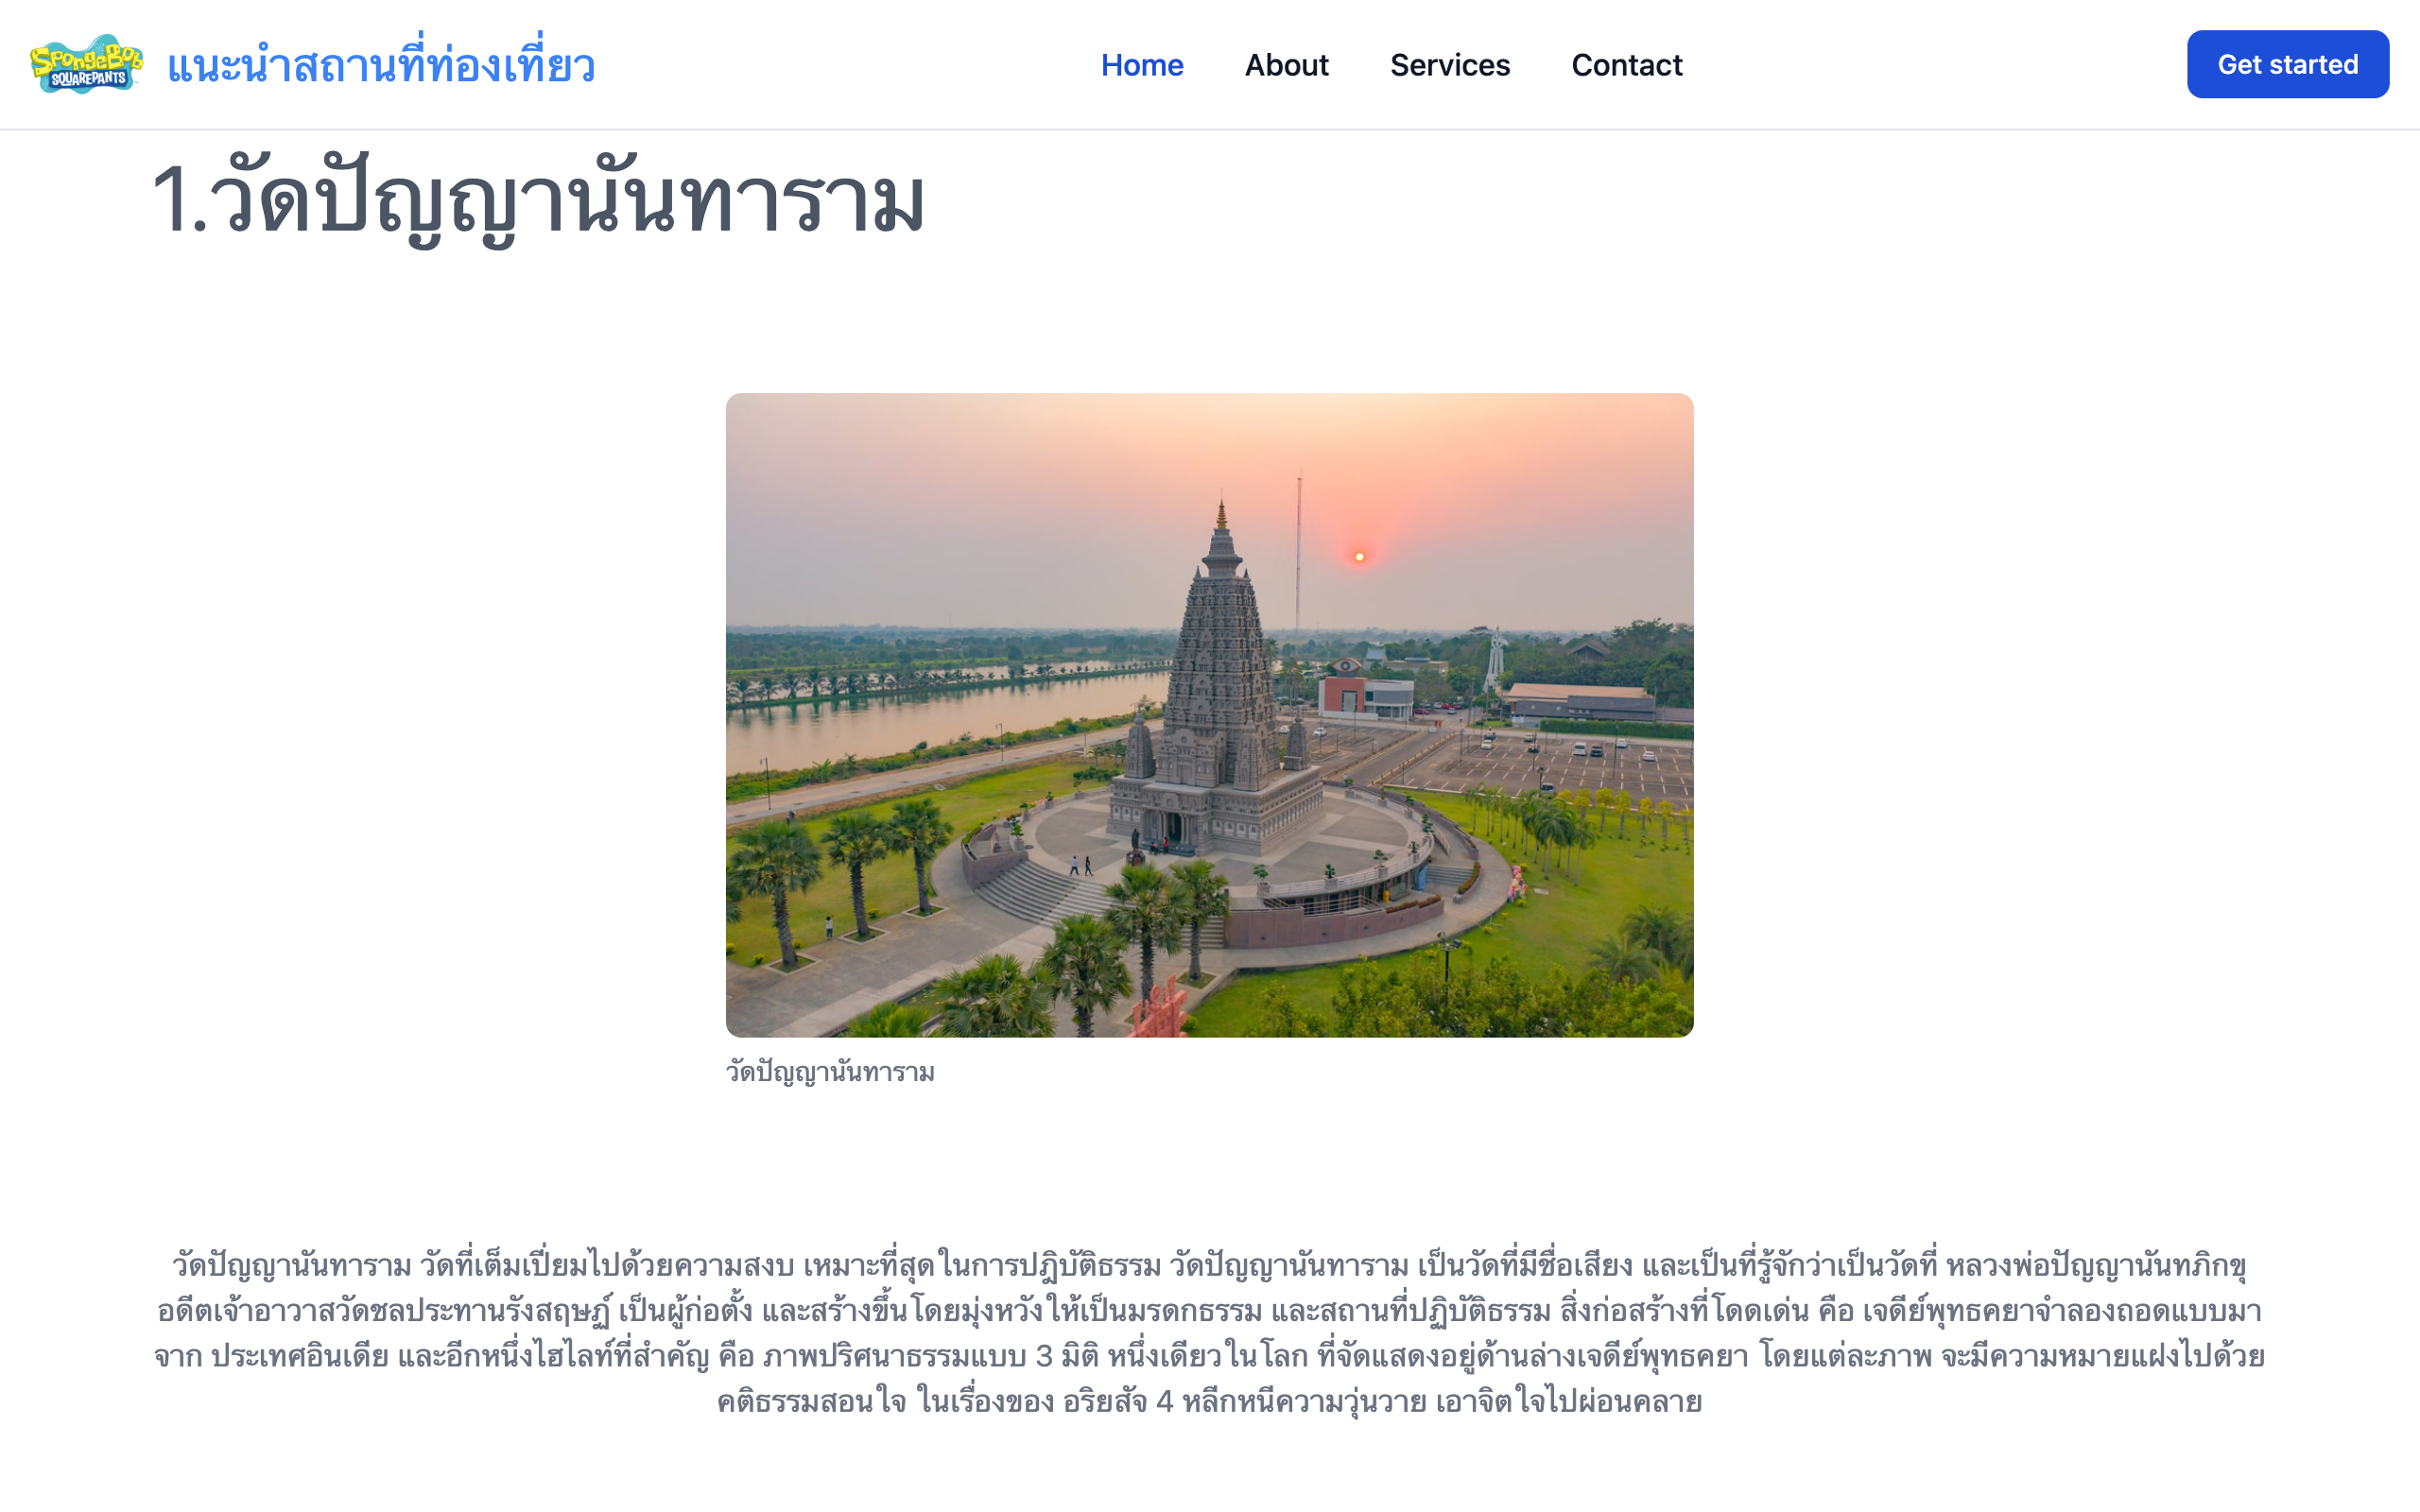 SpongeBob
SQUAREPANTS
แนะนำสถานที่ท่องเที่ยว
Home
About
Services
Contact
Get started
1.วัดปัญญานันทาราม
วัดปัญญานันทาราม
วัดปัญญานันทาราม วัดที่เต็มเปี่ยมไปด้วยความสงบ เหมาะที่สุดในการปฎิบัติธรรม วัดปัญญานันทาราม เป็นวัดที่มีชื่อเสียง และเป็นที่รู้จักว่าเป็นวัดที่ หลวงพ่อปัญญานันทภิกขุ
อดีตเจ้าอาวาสวัดชลประทานรังสฤษฏ์ เป็นผู้ก่อตั้ง และสร้างขึ้นโดยมุ่งหวังให้เป็นมรดกธรรม และสถานที่ปฏิบัติธรรม สิ่งก่อสร้างที่โดดเด่น คือ เจดีย์พุทธคยาจำลองถอดแบบมา
จาก ประเทศอินเดีย และอีกหนึ่งไฮไลท์ที่สำคัญ คือ ภาพปริศนาธรรมแบบ 3 มิติ หนึ่งเดียวในโลก ที่จัดแสดงอยู่ด้านล่างเจดีย์พุทธคยา โดยแต่ละภาพ จะมีความหมายแฝงไปด้วย
คติธรรมสอนใจ ในเรื่องของ อริยสัจ 4 หลีกหนีความวุ่นวาย เอาจิตใจไปผ่อนคลาย